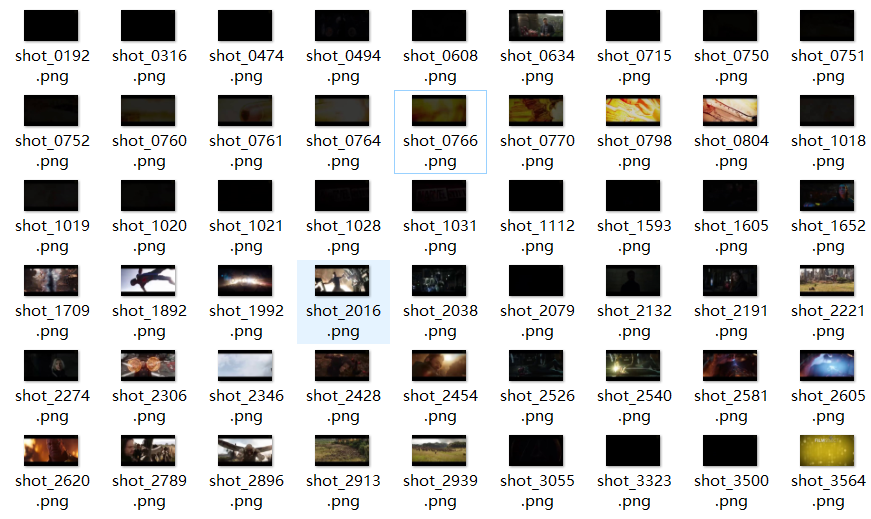 shot_0192 shot_0316 shot_0474 shot_0494 shot_0608 shot_0634 shot_0715 shot_0750 shot_0751
.png .png .png .png .png .png .png .png .png
shot_0752 shot_0760 shot_0761 shot_0764 shot_0766 shot_0770 shot_0798 shot_0804 shot_1018
.png .png .png .png .png .png .png .png .png
shot_1019 shot_1020 shot_1021 shot_1028 shot_1031 shot_1112 shot_1593 shot_1605 shot_1652
.png .png .png .png .png .png .png .png .png
shot_1709 shot_1892 shot_1992 shot_2016 shot_2038 shot_2079 shot_2132 shot_2191 shot_2221
.png .png .png .png .png .png .png .png .png
shot_2274 shot_2306 shot_2346 shot_2428 shot_2454 shot_2526 shot_2540 shot_2581 shot_2605
.png .png .png .png .png .png .png .png .png
shot_2620 shot_2789 shot_2896 shot_2913 shot_2939 shot_3055 shot_3323 shot_3500 shot_3564
.png .png .png .png .png .png .png .png .png